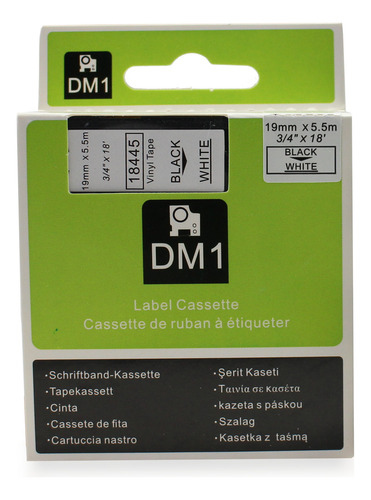 DM1
19mm x 5.5m
3/4" x 18'
18445
Vinyl Tape
BLACK
WHITE
19mm x 5.5m
3/4" x 18'
BLACK
WHITE
DM1
Label Cassette
Cassette de ruban à étiqueter
·Schriftband-Kassette
·Tapekassett
·Cinta
·Cassete de fita
·Cartuccia nastro
·Şerit Kaseti
·Ταινία σε κασέτα
·kazeta s páskou
·Szalag
·Kasetka z taśmą